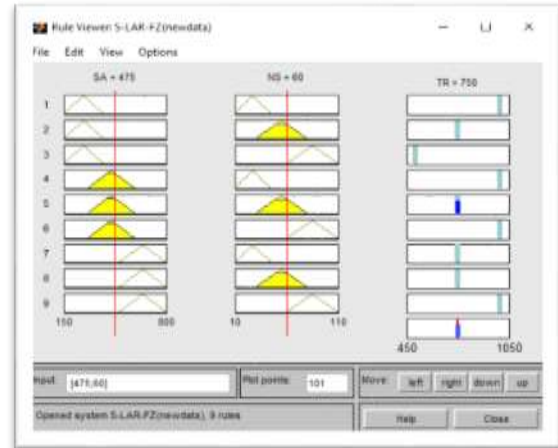 Rule Viewer: S-LAR-FZ(newdata)
File Edit View Options
SA = 475 NS = 60 TR = 750
1
2
3
4
5
6
7
8
9
150 800 10 110 450 1050
Input: [475;60] Plot points: 101 Move: left right down up
Opened system S-LAR-FZ(newdata), 9 rules Help Close